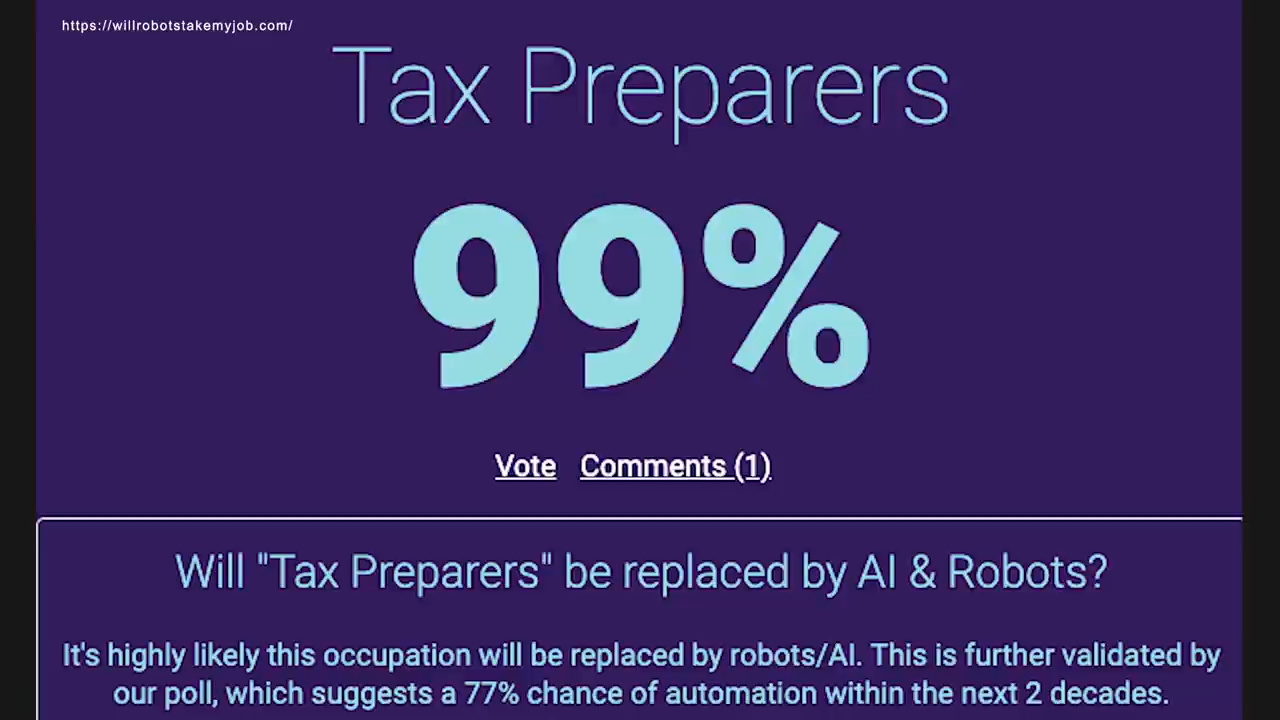 https://willrobotstakemyjob.com/
Tax Preparers
99%
Vote Comments (1)
Will "Tax Preparers" be replaced by AI & Robots?
It's highly likely this occupation will be replaced by robots/AI. This is further validated by
our poll, which suggests a 77% chance of automation within the next 2 decades.